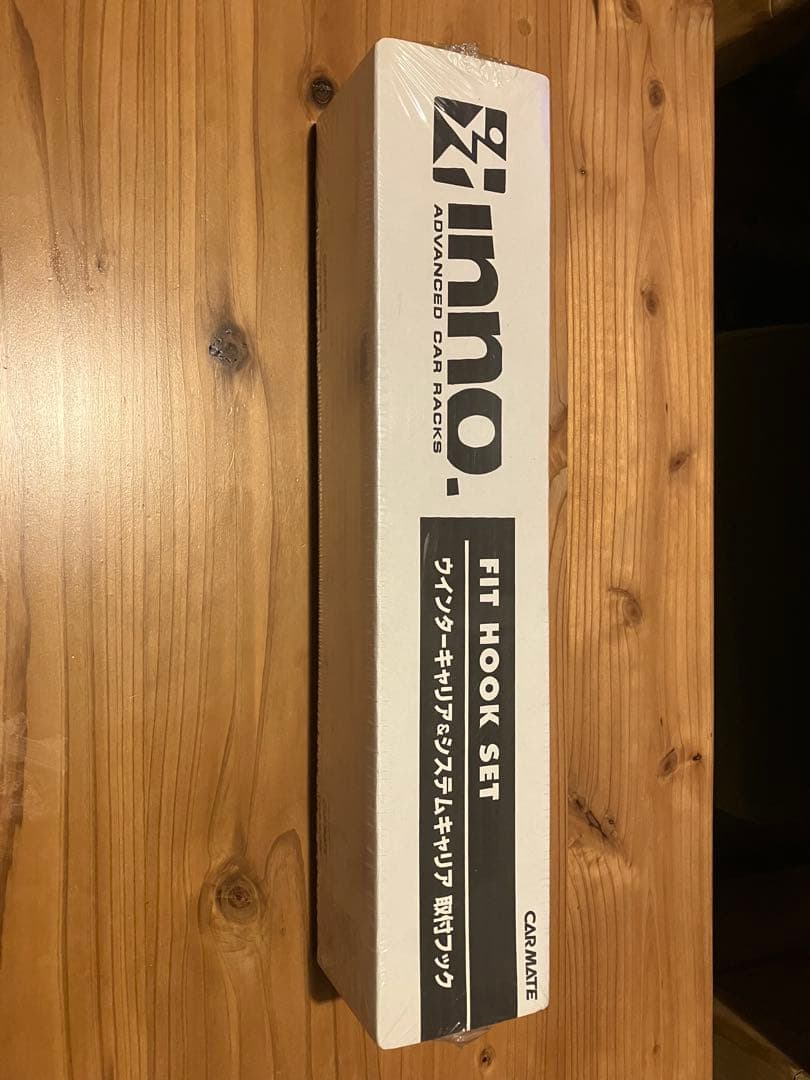 inno.
ADVANCED CAR RACKS
FIT HOOK SET
ウインターキャリア&システムキャリア 取付フック
CARMATE